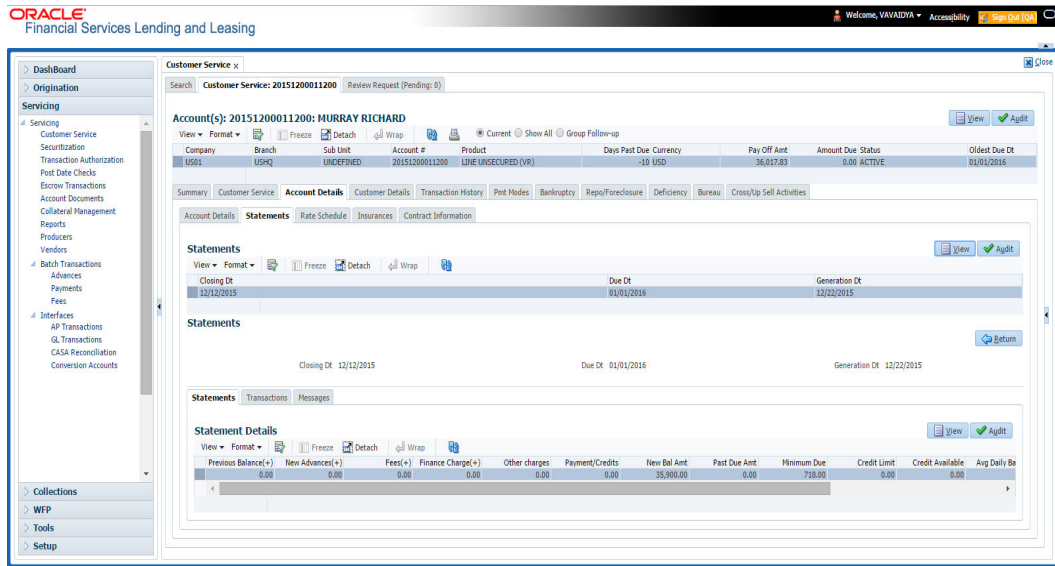 ORACLE'
Financial Services Lending and Leasing
Welcome, VAVAIDYA Accessibility Sign Out [QA]
Close
DashBoard
Origination
Servicing
Servicing
Customer Service
Securitization
Transaction Authorization
Post Date Checks
Escrow Transactions
Account Documents
Collateral Management
Reports
Producers
Vendors
Batch Transactions
Advances
Payments
Fees
Interfaces
AP Transactions
GL Transactions
CASA Reconciliation
Conversion Accounts
Collections
WFP
Tools
Setup
Customer Service x
Search Customer Service: 20151200011200 Review Request (Pending: 0)
Account(s): 20151200011200: MURRAY RICHARD View Audit
View Format Freeze Detach Wrap Current Show All Group Follow-up
Company Branch Sub Unit Account # Product Days Past Due Currency Pay Off Amt Amount Due Status Oldest Due Dt
US01 USHQ UNDEFINED 20151200011200 LINE UNSECURED (VR) -10 USD 36,017.83 0.00 ACTIVE 01/01/2016
Summary Customer Service Account Details Customer Details Transaction History Pmt Modes Bankruptcy Repo/Foreclosure Deficiency Bureau Cross/Up Sell Activities
Account Details Statements Rate Schedule Insurances Contract Information
Statements View Audit
View Format Freeze Detach Wrap
Closing Dt Due Dt Generation Dt
12/12/2015 01/01/2016 12/22/2015
Statements
Return
Closing Dt 12/12/2015 Due Dt 01/01/2016 Generation Dt 12/22/2015
Statements Transactions Messages
Statement Details View Audit
View Format Freeze Detach Wrap
Previous Balance(+) New Advances(+) Fees(+) Finance Charge(+) Other charges Payment/Credits New Bal Amt Past Due Amt Minimum Due Credit Limit Credit Available Avg Daily Ba
0.00 0.00 0.00 0.00 0.00 0.00 35,900.00 0.00 718.00 0.00 0.00